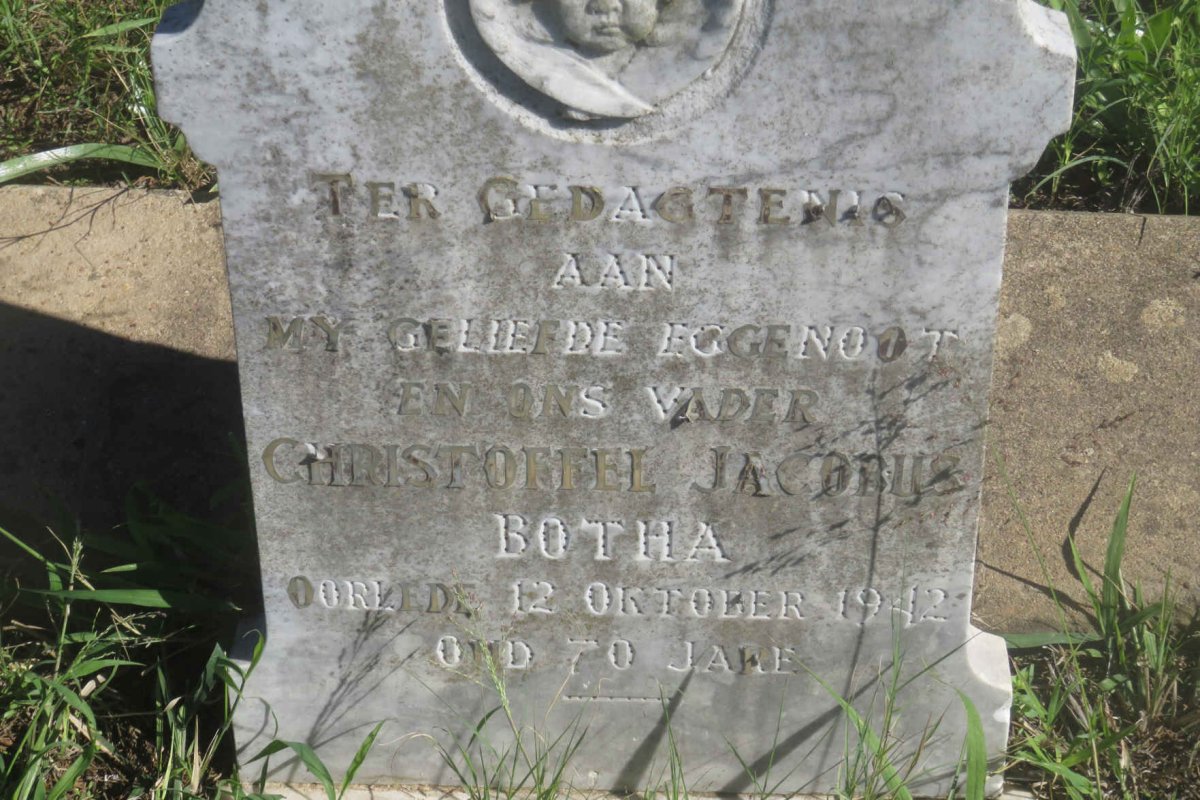 TER GEDAGTENIS
AAN
MY GELIEFDE EGGENOOT
EN ONS VADER
CHRISTOFFEL JACOBUS
BOTHA
OORLEDE 12 OKTOBER 1942
OUD 70 JARE